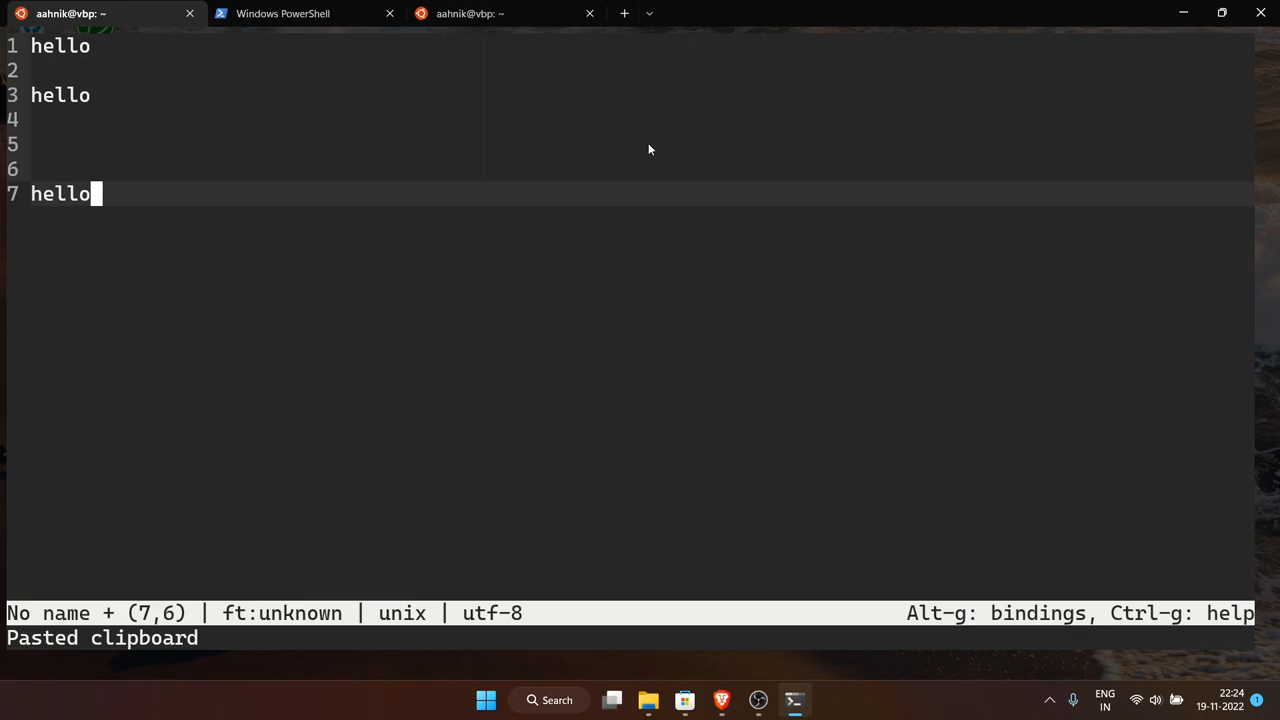 aahnik@vbp: ~
Windows PowerShell
aahnik@vbp: ~
1 hello
2
3 hello
4
5
6
7 hello
No name + (7,6) | ft:unknown | unix | utf-8
Alt-g: bindings, Ctrl-g: help
Pasted clipboard
Search
ENG
IN
22:24
19-11-2022
1